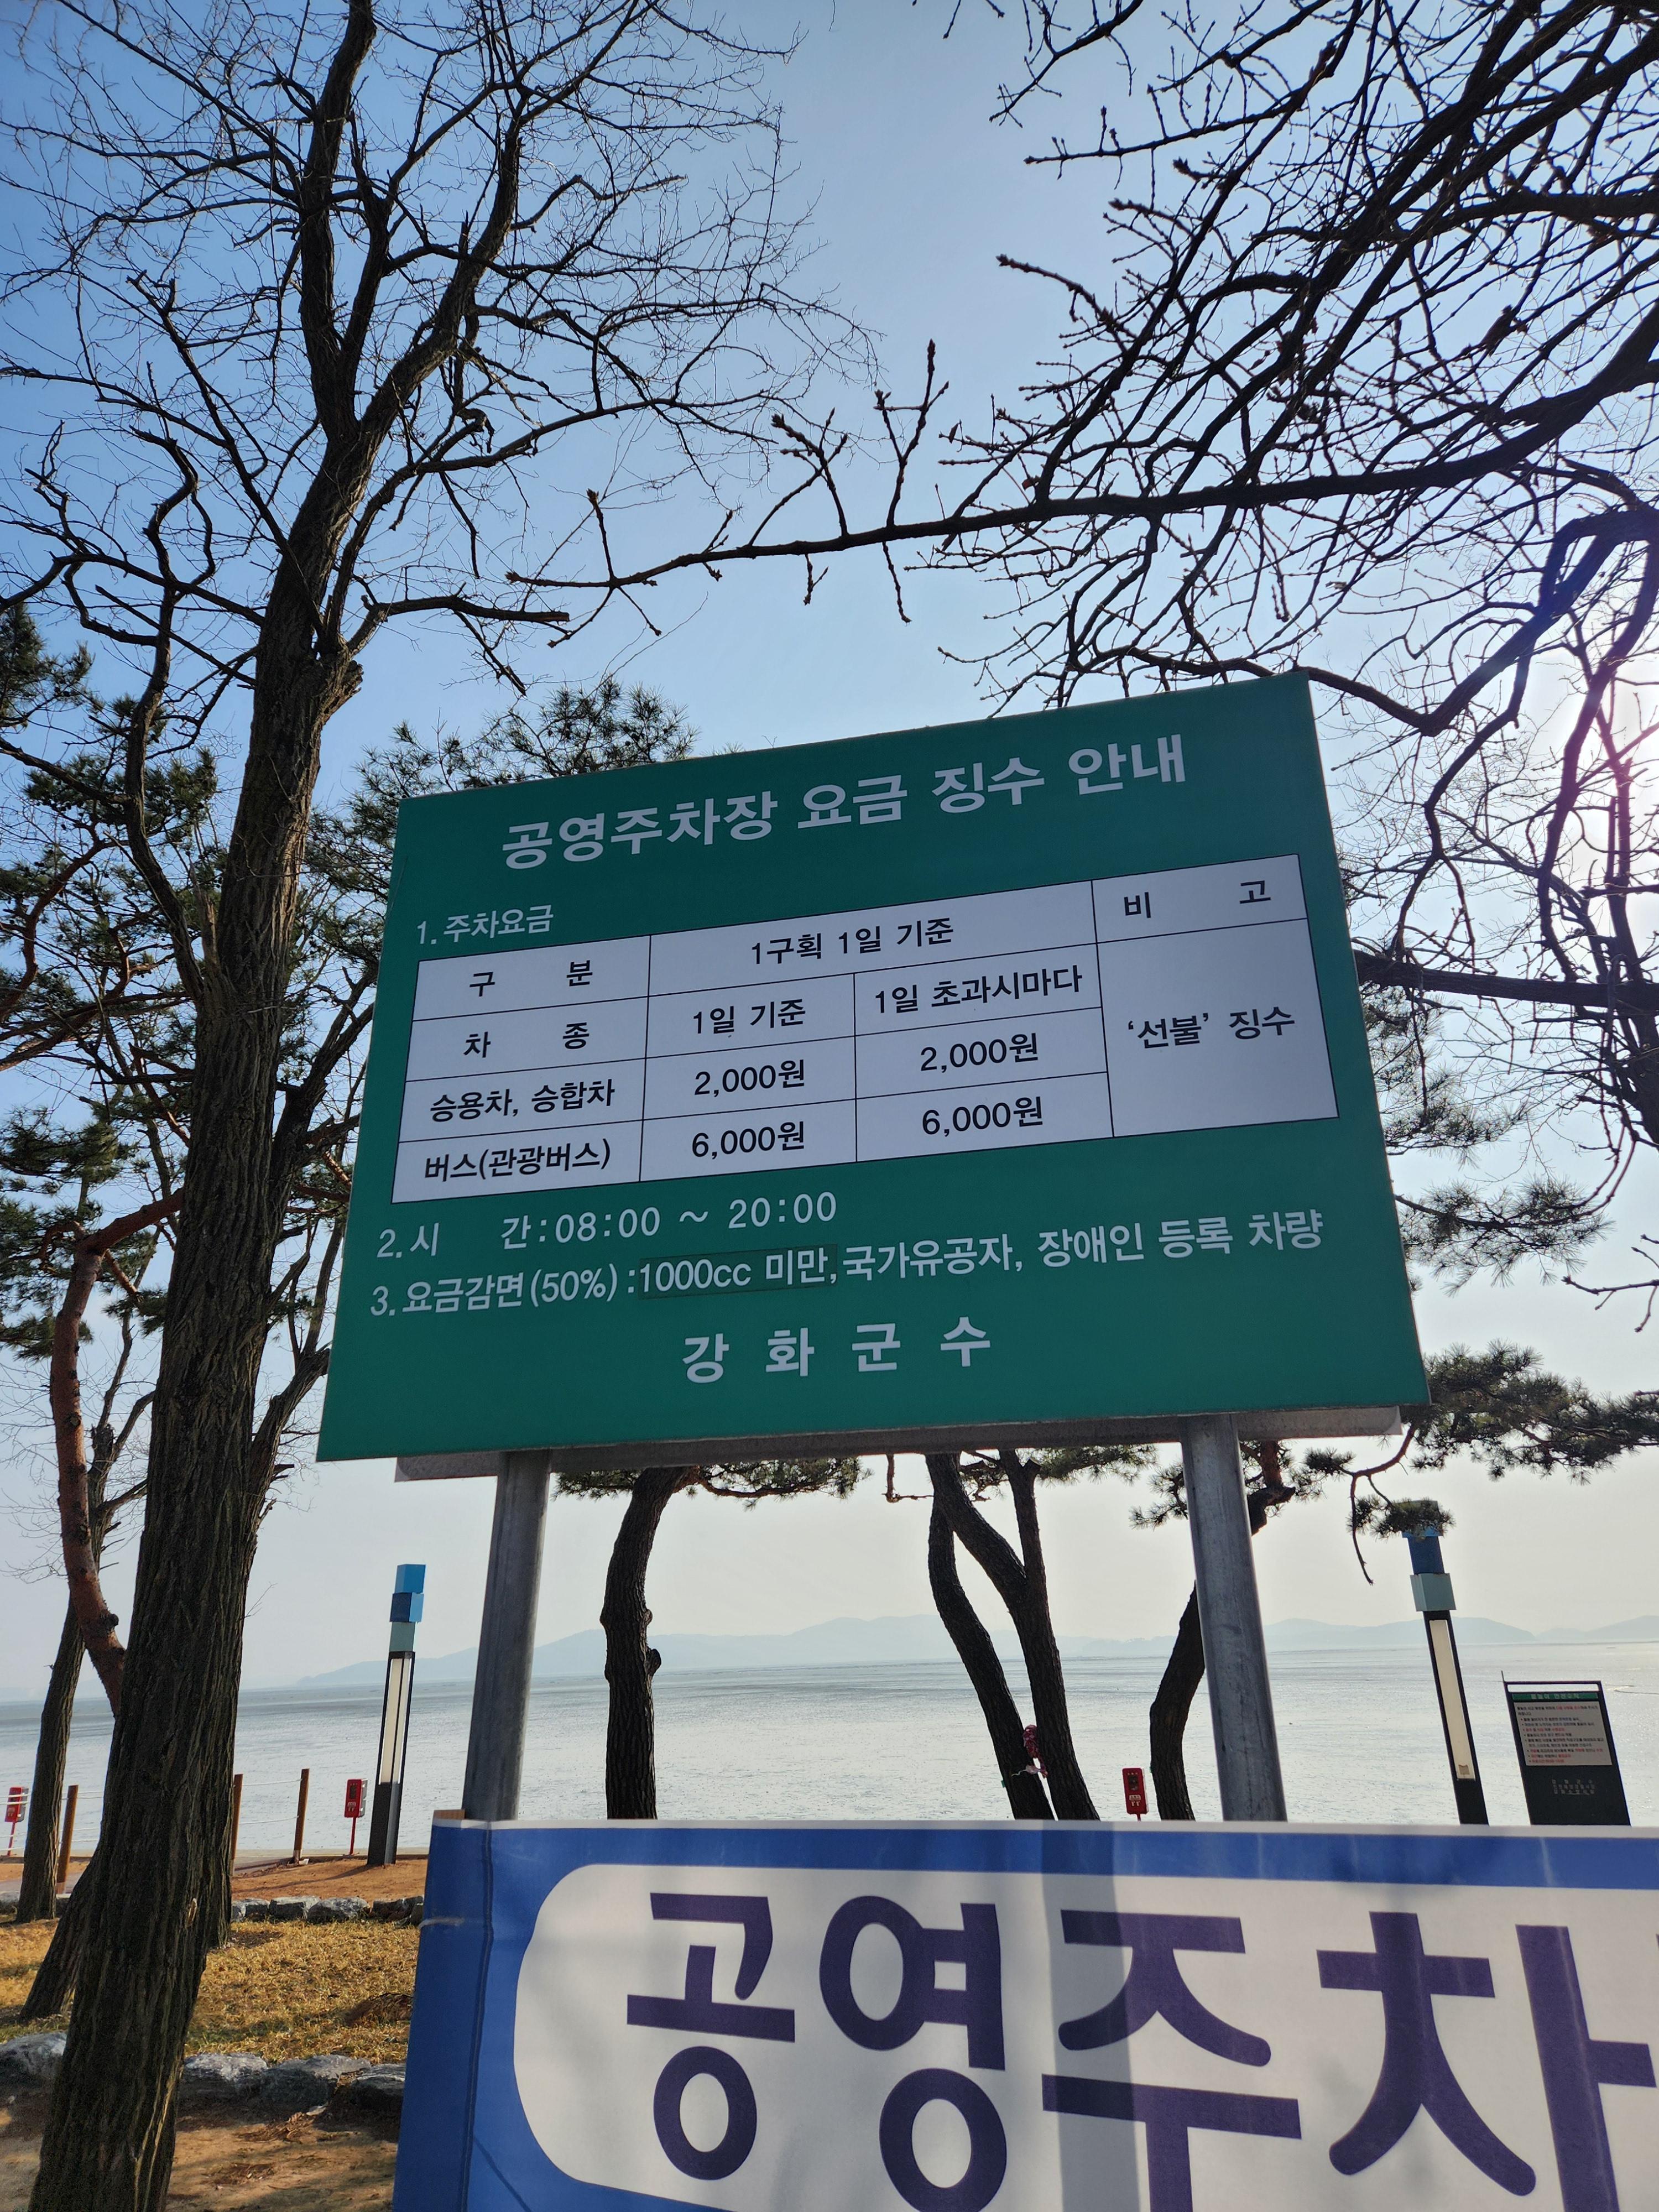 공영주차장 요금 징수 안내
1. 주차요금
구 분 1구획 1일 기준 비 고
차 종 1일 기준 1일 초과시마다 ‘선불’ 징수
승용차, 승합차 2,000원 2,000원
버스(관광버스) 6,000원 6,000원
2. 시 간 : 08:00 ~ 20:00
3. 요금감면(50%) : 1000cc 미만, 국가유공자, 장애인 등록 차량
강 화 군 수
공영주차